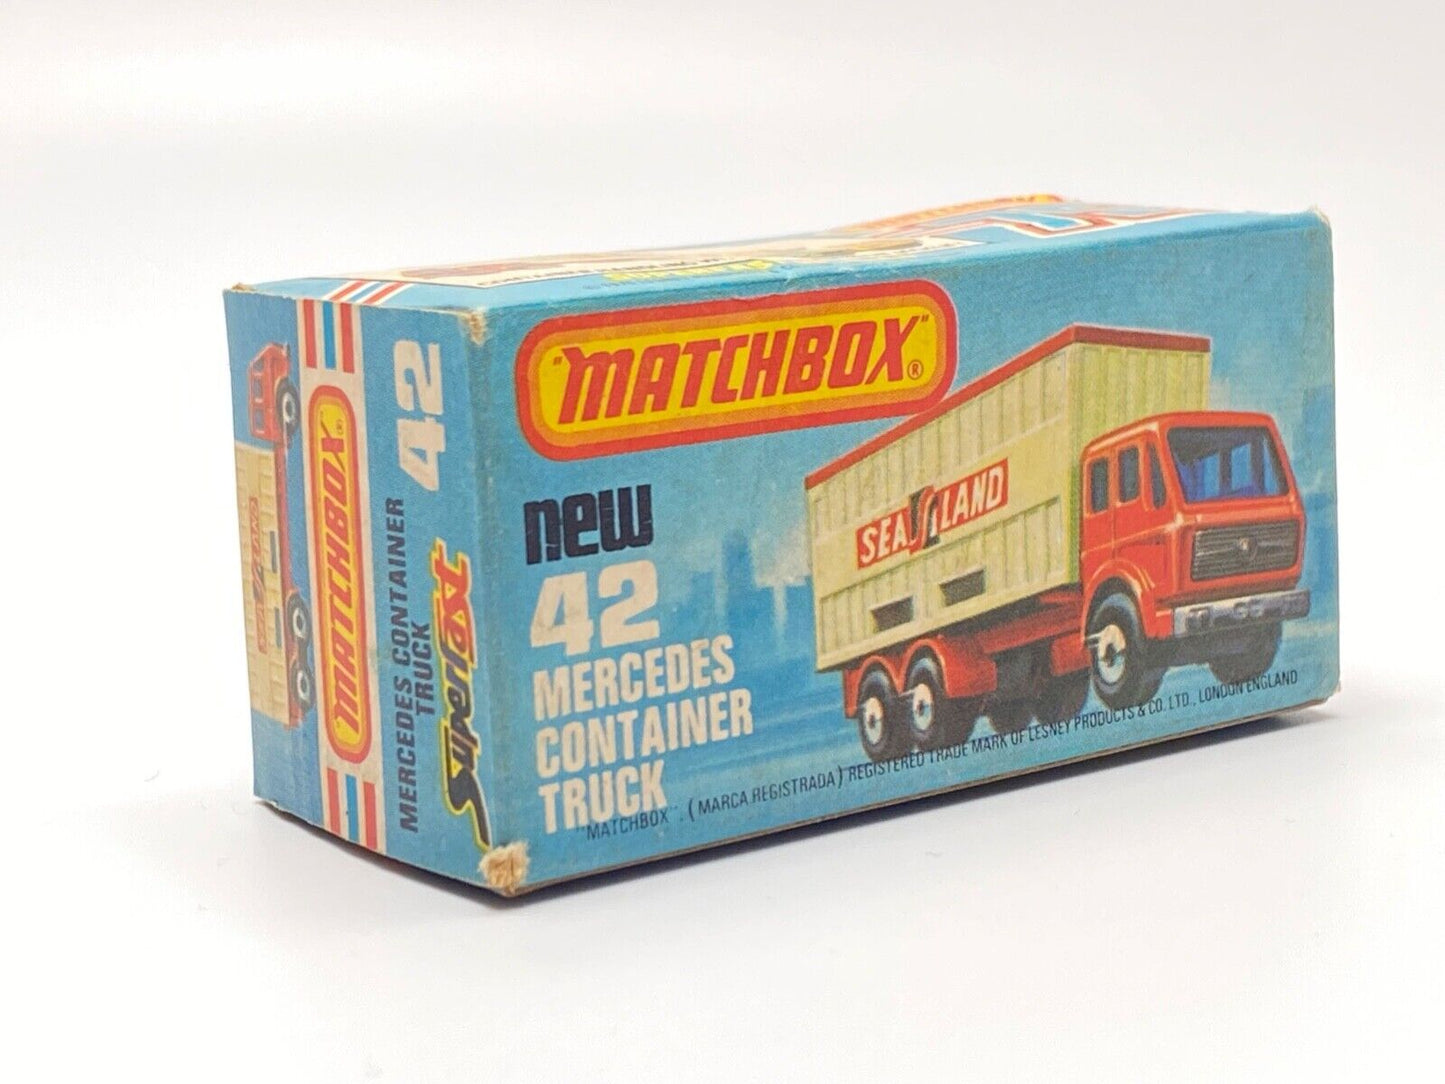 "MATCHBOX"®
new
42
MERCEDES
CONTAINER
TRUCK
SEA LAND
"MATCHBOX". (MARCA REGISTRADA) REGISTERED TRADE MARK OF LESNEY PRODUCTS & CO. LTD., LONDON ENGLAND
"MATCHBOX"®
42
MERCEDES CONTAINER
TRUCK
Superfast